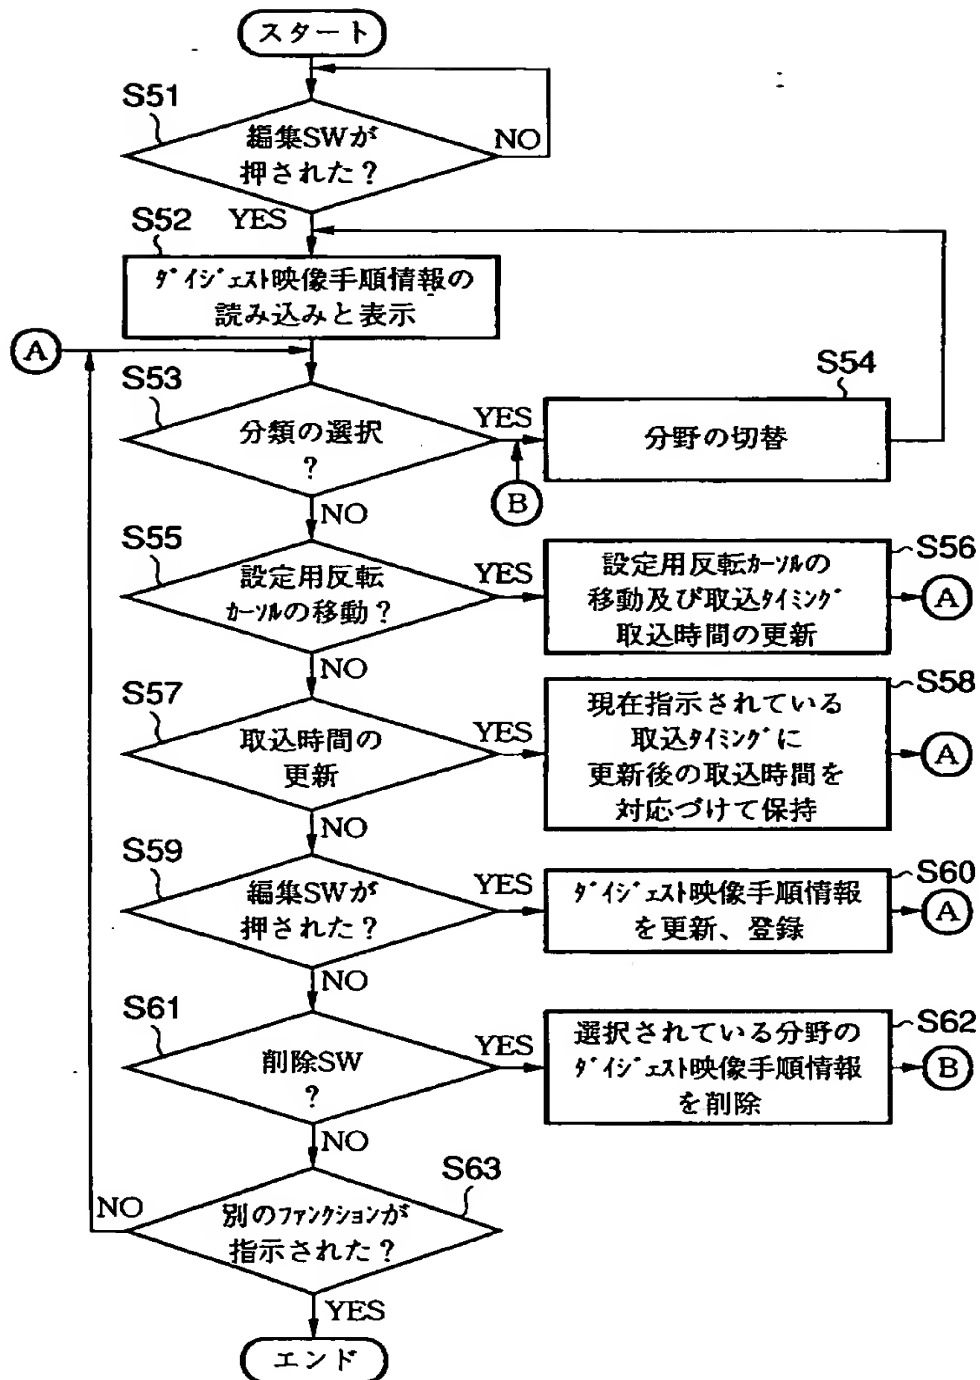 スタート
S51
編集SWが
押された？
NO
YES
S52
ダイジェスト映像手順情報の
読み込みと表示
A
S53
分類の選択
？
YES
B
S54
分野の切替
NO
S55
設定用反転
カーソルの移動？
YES
S56
設定用反転カーソルの
移動及び取込タイミング
取込時間の更新
A
NO
S57
取込時間の
更新
YES
S58
現在指示されている
取込タイミングに
更新後の取込時間を
対応づけて保持
A
NO
S59
編集SWが
押された？
YES
S60
ダイジェスト映像手順情報
を更新、登録
A
NO
S61
削除SW
？
YES
S62
選択されている分野の
ダイジェスト映像手順情報
を削除
B
NO
S63
別のファンクションが
指示された？
NO
YES
エンド